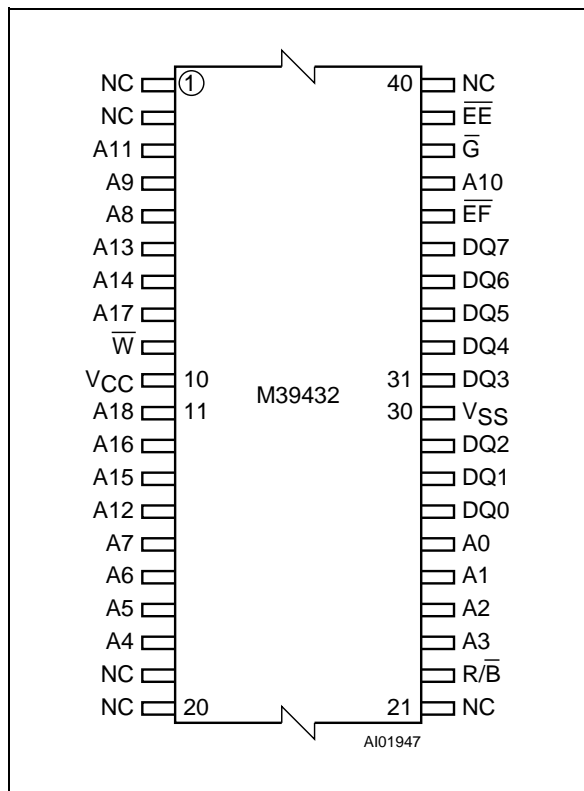 NC 1 40 NC
NC E̅E̅
A11 G̅
A9 A10
A8 E̅F̅
A13 DQ7
A14 DQ6
A17 DQ5
W̅ DQ4
VCC 10 31 DQ3
M39432
A18 11 30 VSS
A16 DQ2
A15 DQ1
A12 DQ0
A7 A0
A6 A1
A5 A2
A4 A3
NC R/B̅
NC 20 21 NC
AI01947